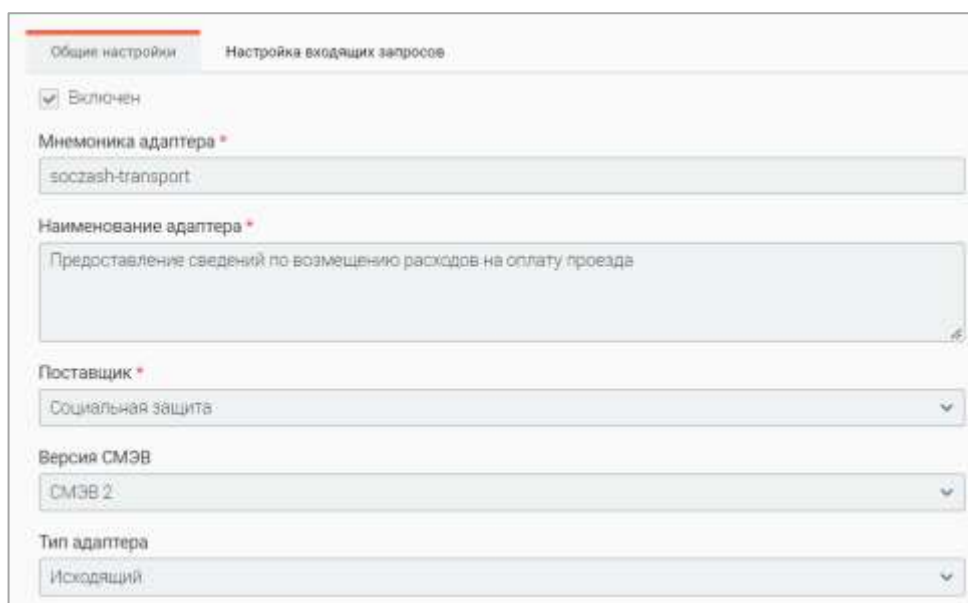 Общие настройки Настройка входящих запросов
Включен
Мнемоника адаптера *
soczash-transport
Наименование адаптера *
Предоставление сведений по возмещению расходов на оплату проезда
Поставщик *
Социальная защита
Версия СМЭВ
СМЭВ 2
Тип адаптера
Исходящий